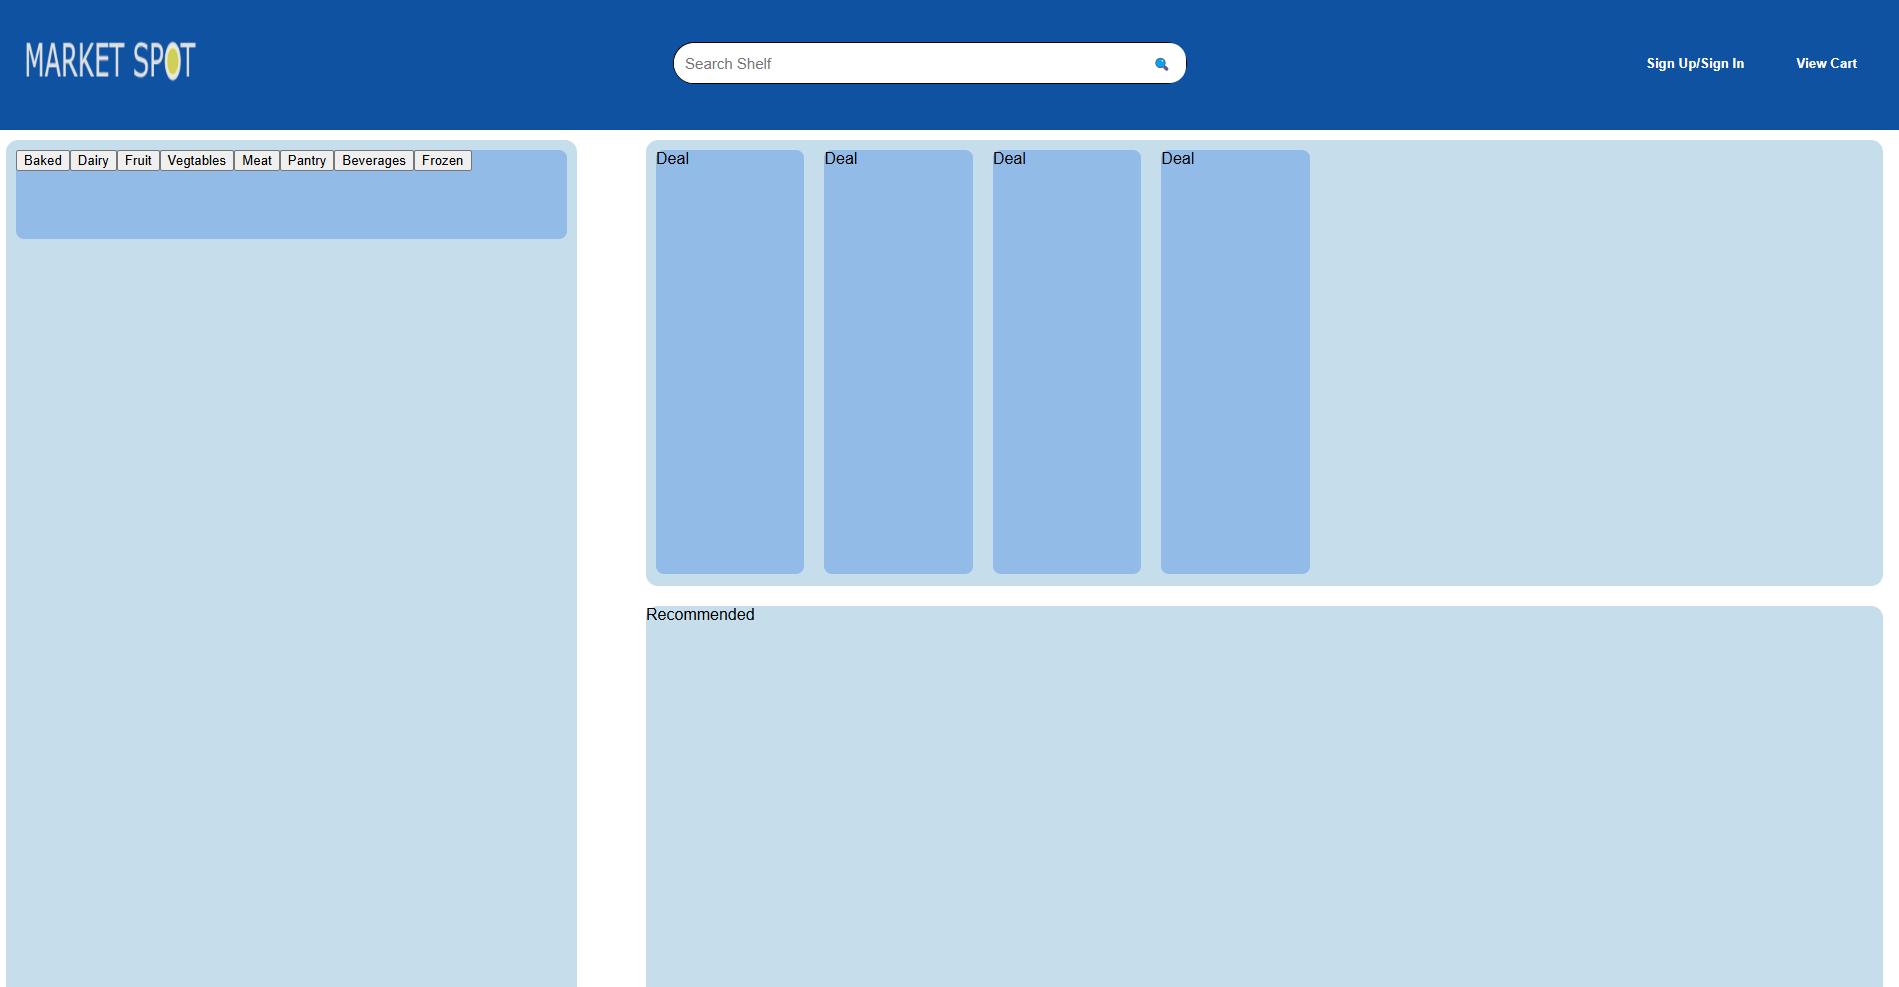 MARKET SPOT
Search Shelf
Sign Up/Sign In
View Cart
Baked Dairy Fruit Vegtables Meat Pantry Beverages Frozen
Deal Deal Deal Deal
Recommended